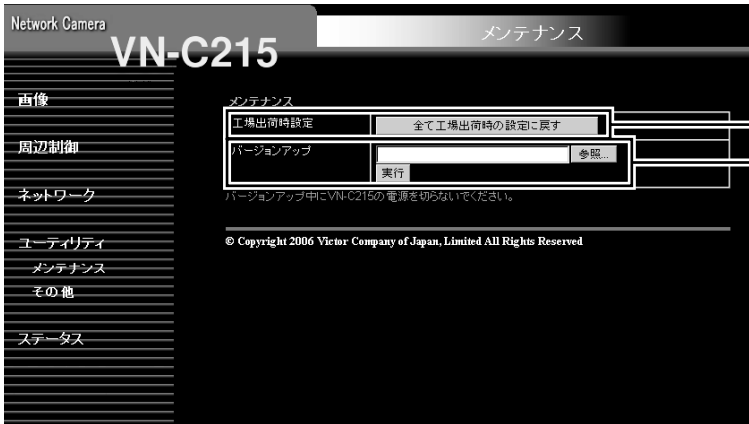 Network Camera
VN-C215
メンテナンス
画像
周辺制御
ネットワーク
ユーティリティ
メンテナンス
その他
ステータス
メンテナンス
工場出荷時設定
全て工場出荷時の設定に戻す
バージョンアップ
参照...
実行
バージョンアップ中にVN-C215の電源を切らないでください。
© Copyright 2006 Victor Company of Japan, Limited All Rights Reserved